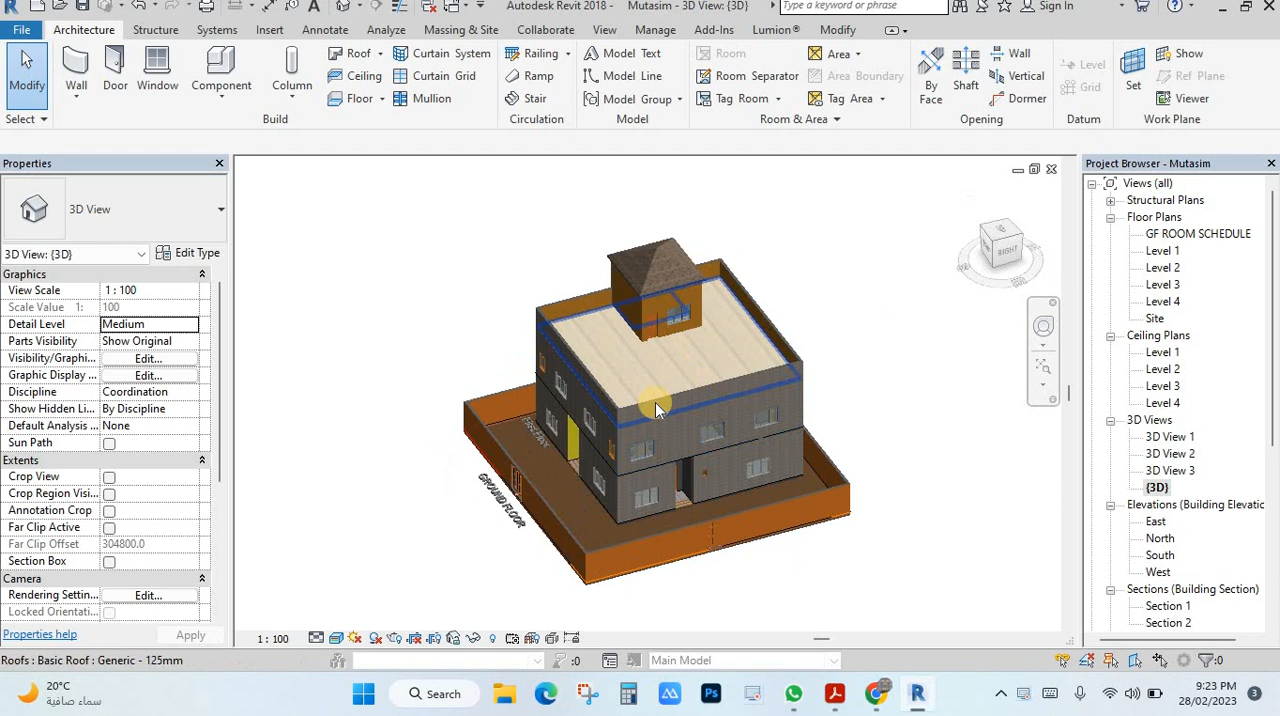 Autodesk Revit 2018 - Mutasim - 3D View: {3D}
Type a keyword or phrase
Sign In
File Architecture Structure Systems Insert Annotate Analyze Massing & Site Collaborate View Manage Add-Ins Lumion® Modify
Modify
Wall
Door
Window
Component
Column
Roof
Ceiling
Floor
Curtain System
Curtain Grid
Mullion
Railing
Ramp
Stair
Model Text
Model Line
Model Group
Room
Room Separator
Tag Room
Area
Area Boundary
Tag Area
By
Face
Shaft
Wall
Vertical
Dormer
Level
Grid
Set
Show
Ref Plane
Viewer
Select Build Circulation Model Room & Area Opening Datum Work Plane
Properties
3D View
3D View: {3D} Edit Type
Graphics
View Scale 1 : 100
Scale Value 1: 100
Detail Level Medium
Parts Visibility Show Original
Visibility/Graphi... Edit...
Graphic Display ... Edit...
Discipline Coordination
Show Hidden Li... By Discipline
Default Analysis ... None
Sun Path
Extents
Crop View
Crop Region Vis...
Annotation Crop
Far Clip Active
Far Clip Offset 304800.0
Section Box
Camera
Rendering Settin... Edit...
Locked Orientati...
Properties help Apply
RIGHT
GROUND FLOOR
1 : 100
Project Browser - Mutasim
Views (all)
Structural Plans
Floor Plans
GF ROOM SCHEDULE
Level 1
Level 2
Level 3
Level 4
Site
Ceiling Plans
Level 1
Level 2
Level 3
Level 4
3D Views
3D View 1
3D View 2
3D View 3
{3D}
Elevations (Building Elevatic
East
North
South
West
Sections (Building Section)
Section 1
Section 2
Roofs : Basic Roof : Generic - 125mm
:0
Main Model
:0
20°C
سماء صافية
Search
Ps
R
9:23 PM
28/02/2023
3